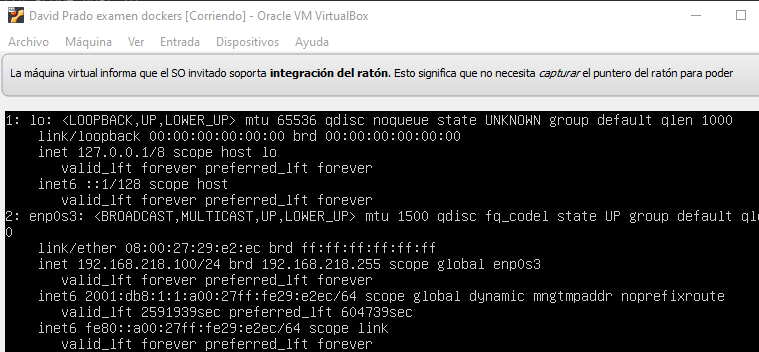 David Prado examen dockers [Corriendo] - Oracle VM VirtualBox
Archivo Máquina Ver Entrada Dispositivos Ayuda
La máquina virtual informa que el SO invitado soporta integración del ratón. Esto significa que no necesita capturar el puntero del ratón para poder
1: lo: <LOOPBACK,UP,LOWER_UP> mtu 65536 qdisc noqueue state UNKNOWN group default qlen 1000
link/loopback 00:00:00:00:00:00 brd 00:00:00:00:00:00
inet 127.0.0.1/8 scope host lo
valid_lft forever preferred_lft forever
inet6 ::1/128 scope host
valid_lft forever preferred_lft forever
2: enp0s3: <BROADCAST,MULTICAST,UP,LOWER_UP> mtu 1500 qdisc fq_codel state UP group default qle
0
link/ether 08:00:27:29:e2:ec brd ff:ff:ff:ff:ff:ff
inet 192.168.218.100/24 brd 192.168.218.255 scope global enp0s3
valid_lft forever preferred_lft forever
inet6 2001:db8:1:1:a00:27ff:fe29:e2ec/64 scope global dynamic mngtmpaddr noprefixroute
valid_lft 2591939sec preferred_lft 604739sec
inet6 fe80::a00:27ff:fe29:e2ec/64 scope link
valid_lft forever preferred_lft forever